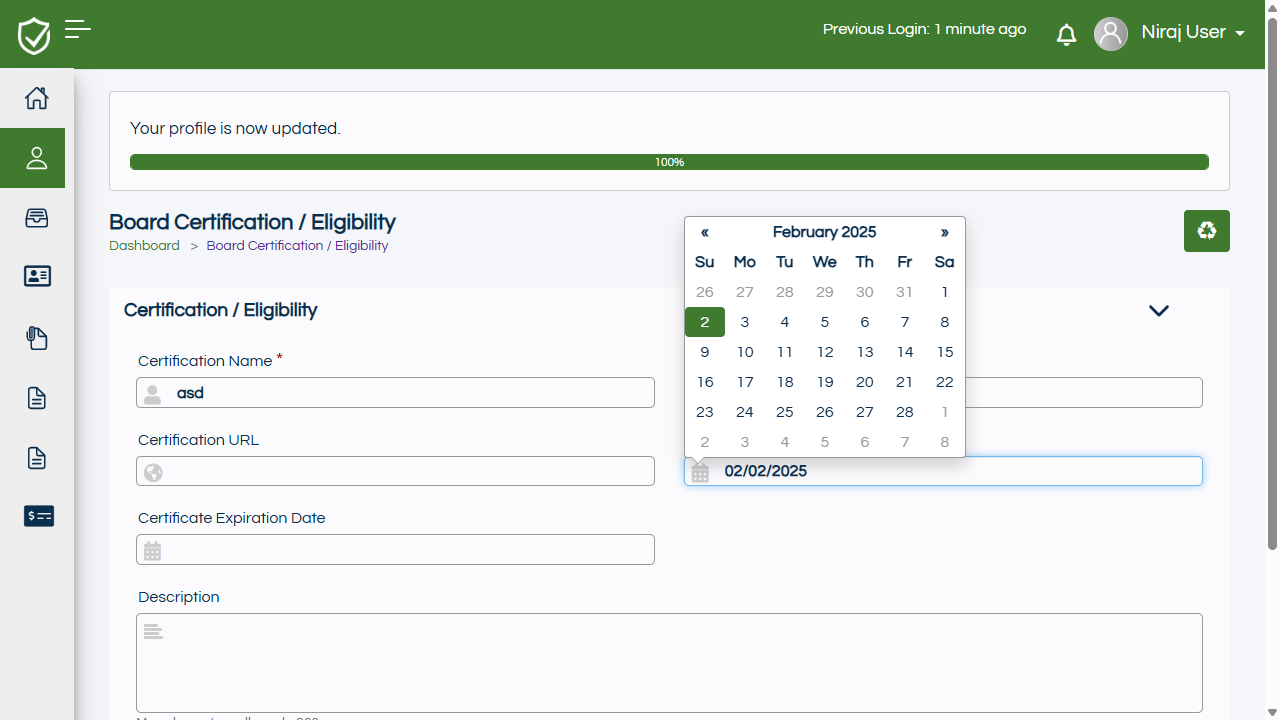 Previous Login: 1 minute ago
Niraj User
Your profile is now updated.
100%
Board Certification / Eligibility
Dashboard > Board Certification / Eligibility
Certification / Eligibility
« February 2025 »
Su Mo Tu We Th Fr Sa
26 27 28 29 30 31 1
2 3 4 5 6 7 8
9 10 11 12 13 14 15
16 17 18 19 20 21 22
23 24 25 26 27 28 1
2 3 4 5 6 7 8
Certification Name *
asd
Certification URL
02/02/2025
Certificate Expiration Date
Description